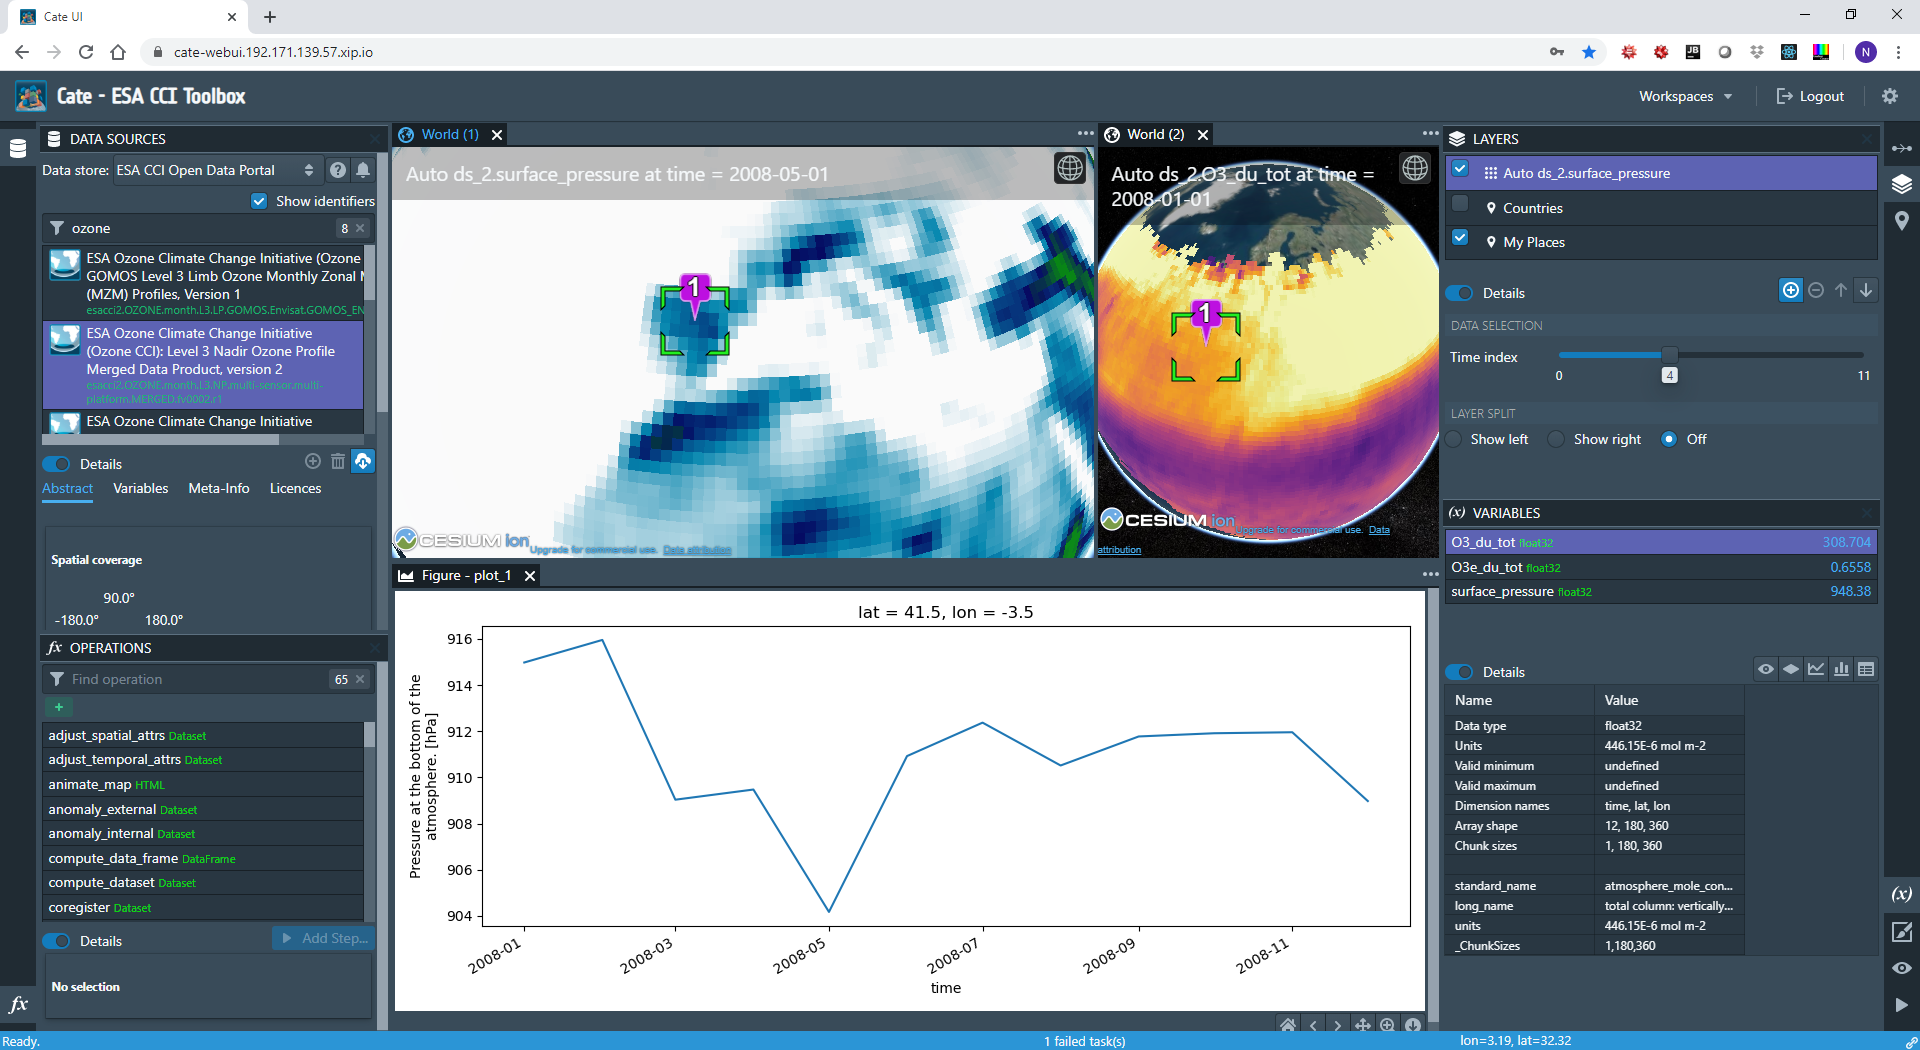 Cate UI
cate-webui.192.171.139.57.xip.io
N
Cate - ESA CCI Toolbox
Workspaces
Logout
DATA SOURCES
Data store: ESA CCI Open Data Portal
Show identifiers
ozone 8
ESA Ozone Climate Change Initiative (Ozone
GOMOS Level 3 Limb Ozone Monthly Zonal M
(MZM) Profiles, Version 1
esacci2.OZONE.month.L3.LP.GOMOS.Envisat.GOMOS_EN
ESA Ozone Climate Change Initiative
(Ozone CCI): Level 3 Nadir Ozone Profile
Merged Data Product, version 2
esacci2.OZONE.month.L3.NP.multi-sensor.multi-
platform.MERGED.fv0002.r1
ESA Ozone Climate Change Initiative
Details
Abstract Variables Meta-Info Licences
Spatial coverage
90.0°
-180.0° 180.0°
OPERATIONS
Find operation 65
+
adjust_spatial_attrs Dataset
adjust_temporal_attrs Dataset
animate_map HTML
anomaly_external Dataset
anomaly_internal Dataset
compute_data_frame DataFrame
compute_dataset Dataset
coregister Dataset
Details
Add Step...
No selection
fx
World (1)
Auto ds_2.surface_pressure at time = 2008-05-01
1
CESIUM ion
Upgrade for commercial use. Data attribution
World (2)
Auto ds_2.O3_du_tot at time =
2008-01-01
1
CESIUM ion
Upgrade for commercial use. Data
attribution
Figure - plot_1
lat = 41.5, lon = -3.5
Pressure at the bottom of the
atmosphere. [hPa]
916
914
912
910
908
906
904
2008-01
2008-03
2008-05
2008-07
2008-09
2008-11
time
LAYERS
Auto ds_2.surface_pressure
Countries
My Places
Details
DATA SELECTION
Time index
0 4 11
LAYER SPLIT
Show left Show right Off
(x) VARIABLES
O3_du_tot float32 308.704
O3e_du_tot float32 0.6558
surface_pressure float32 948.38
Details
Name Value
Data type float32
Units 446.15E-6 mol m-2
Valid minimum undefined
Valid maximum undefined
Dimension names time, lat, lon
Array shape 12, 180, 360
Chunk sizes 1, 180, 360
standard_name atmosphere_mole_con...
long_name total column: vertically...
units 446.15E-6 mol m-2
_ChunkSizes 1,180,360
(x)
Ready.
1 failed task(s)
lon=3.19, lat=32.32